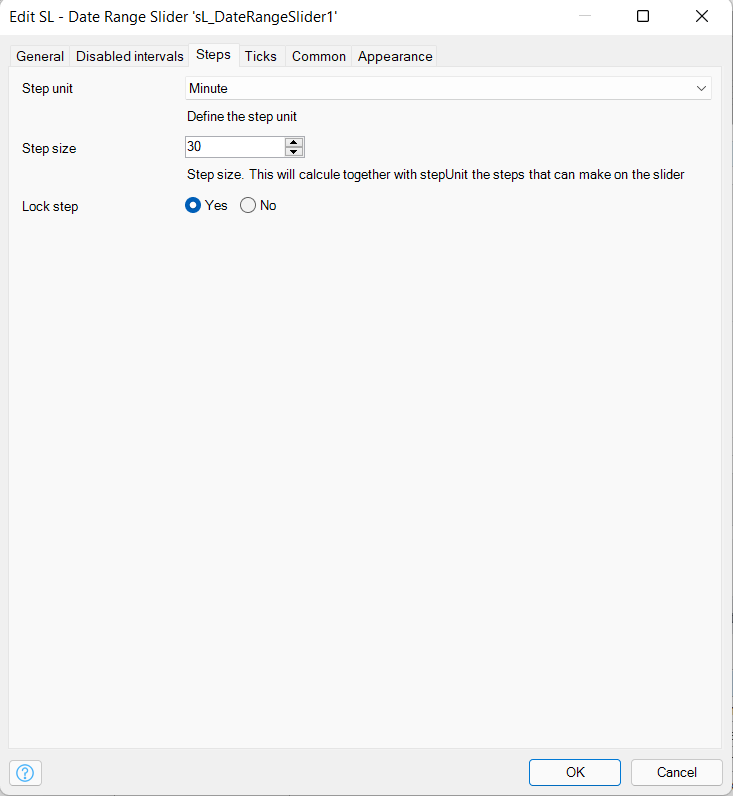 Edit SL - Date Range Slider 'sL_DateRangeSlider1'
General Disabled intervals Steps Ticks Common Appearance
Step unit Minute
Define the step unit
Step size 30
Step size. This will calcule together with stepUnit the steps that can make on the slider
Lock step Yes No
? OK Cancel